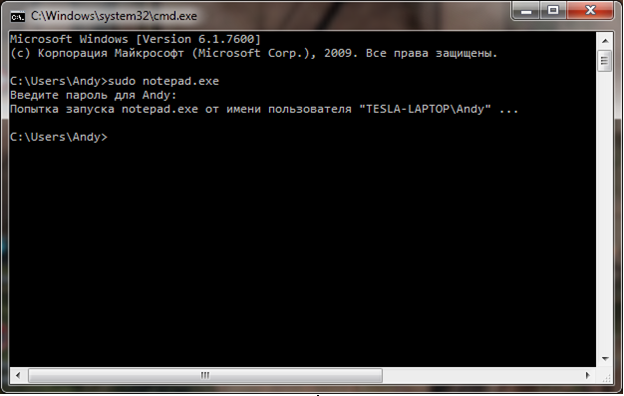 C:\Windows\system32\cmd.exe
Microsoft Windows [Version 6.1.7600]
(c) Корпорация Майкрософт (Microsoft Corp.), 2009. Все права защищены.
C:\Users\Andy>sudo notepad.exe
Введите пароль для Andy:
Попытка запуска notepad.exe от имени пользователя "TESLA-LAPTOP\Andy" ...
C:\Users\Andy>